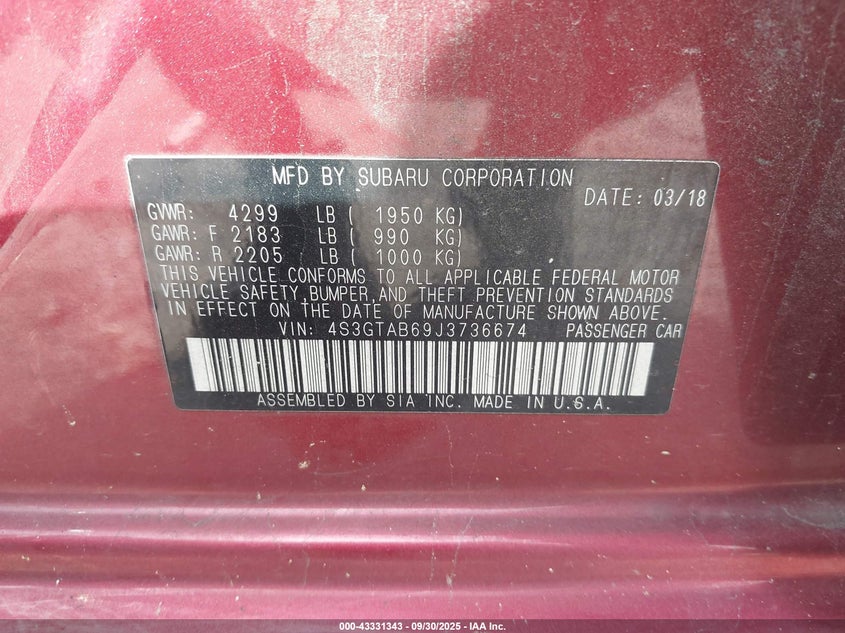 MFD BY SUBARU CORPORATION
DATE: 03/18
GVWR: 4299 LB ( 1950 KG)
GAWR: F 2183 LB ( 990 KG)
GAWR: R 2205 LB ( 1000 KG)
THIS VEHICLE CONFORMS TO ALL APPLICABLE FEDERAL MOTOR
VEHICLE SAFETY,BUMPER,AND THEFT PREVENTION STANDARDS
IN EFFECT ON THE DATE OF MANUFACTURE SHOWN ABOVE.
VIN: 4S3GTAB69J3736674 PASSENGER CAR
ASSEMBLED BY SIA INC. MADE IN U.S.A.
000-43331343 - 09/30/2025 - IAA Inc.